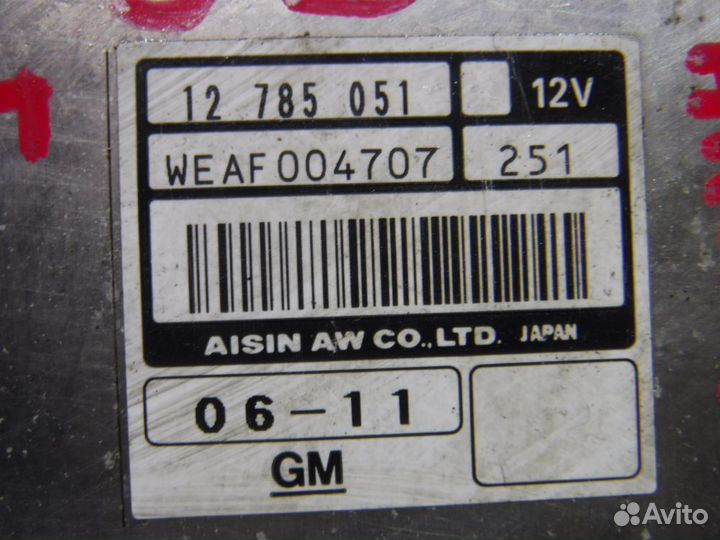 12 785 051 12V
WEAF004707 251
AISIN AW CO.,LTD. JAPAN
06-11
GM
Avito